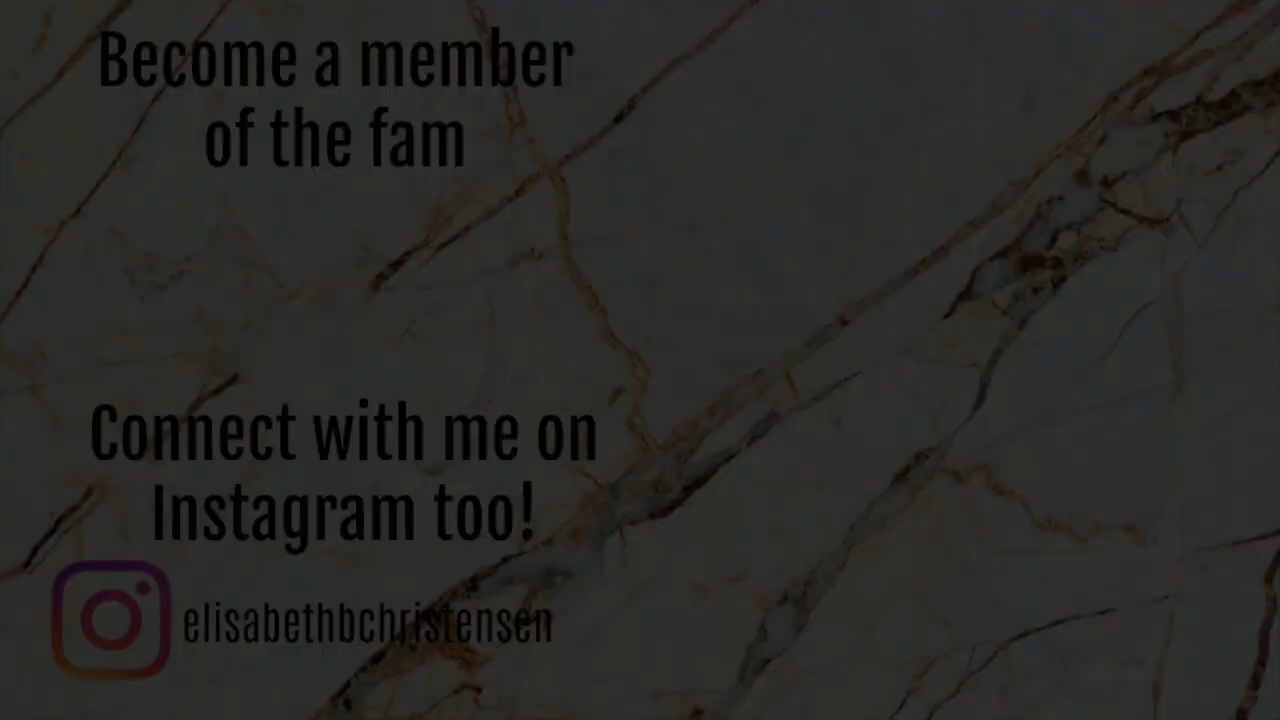 Become a member
of the fam
Connect with me on
Instagram too!
elisabethbchristensen